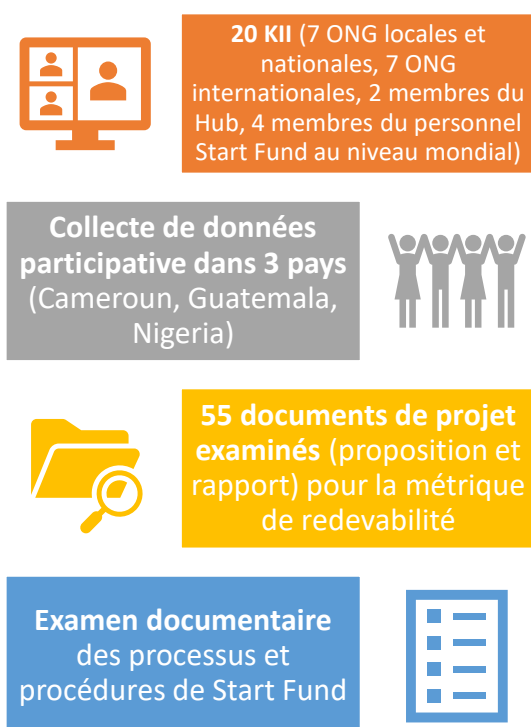 20 KII (7 ONG locales et
nationales, 7 ONG
internationales, 2 membres du
Hub, 4 membres du personnel
Start Fund au niveau mondial)
Collecte de données
participative dans 3 pays
(Cameroun, Guatemala,
Nigeria)
55 documents de projet
examinés (proposition et
rapport) pour la métrique
de redevabilité
Examen documentaire
des processus et
procédures de Start Fund